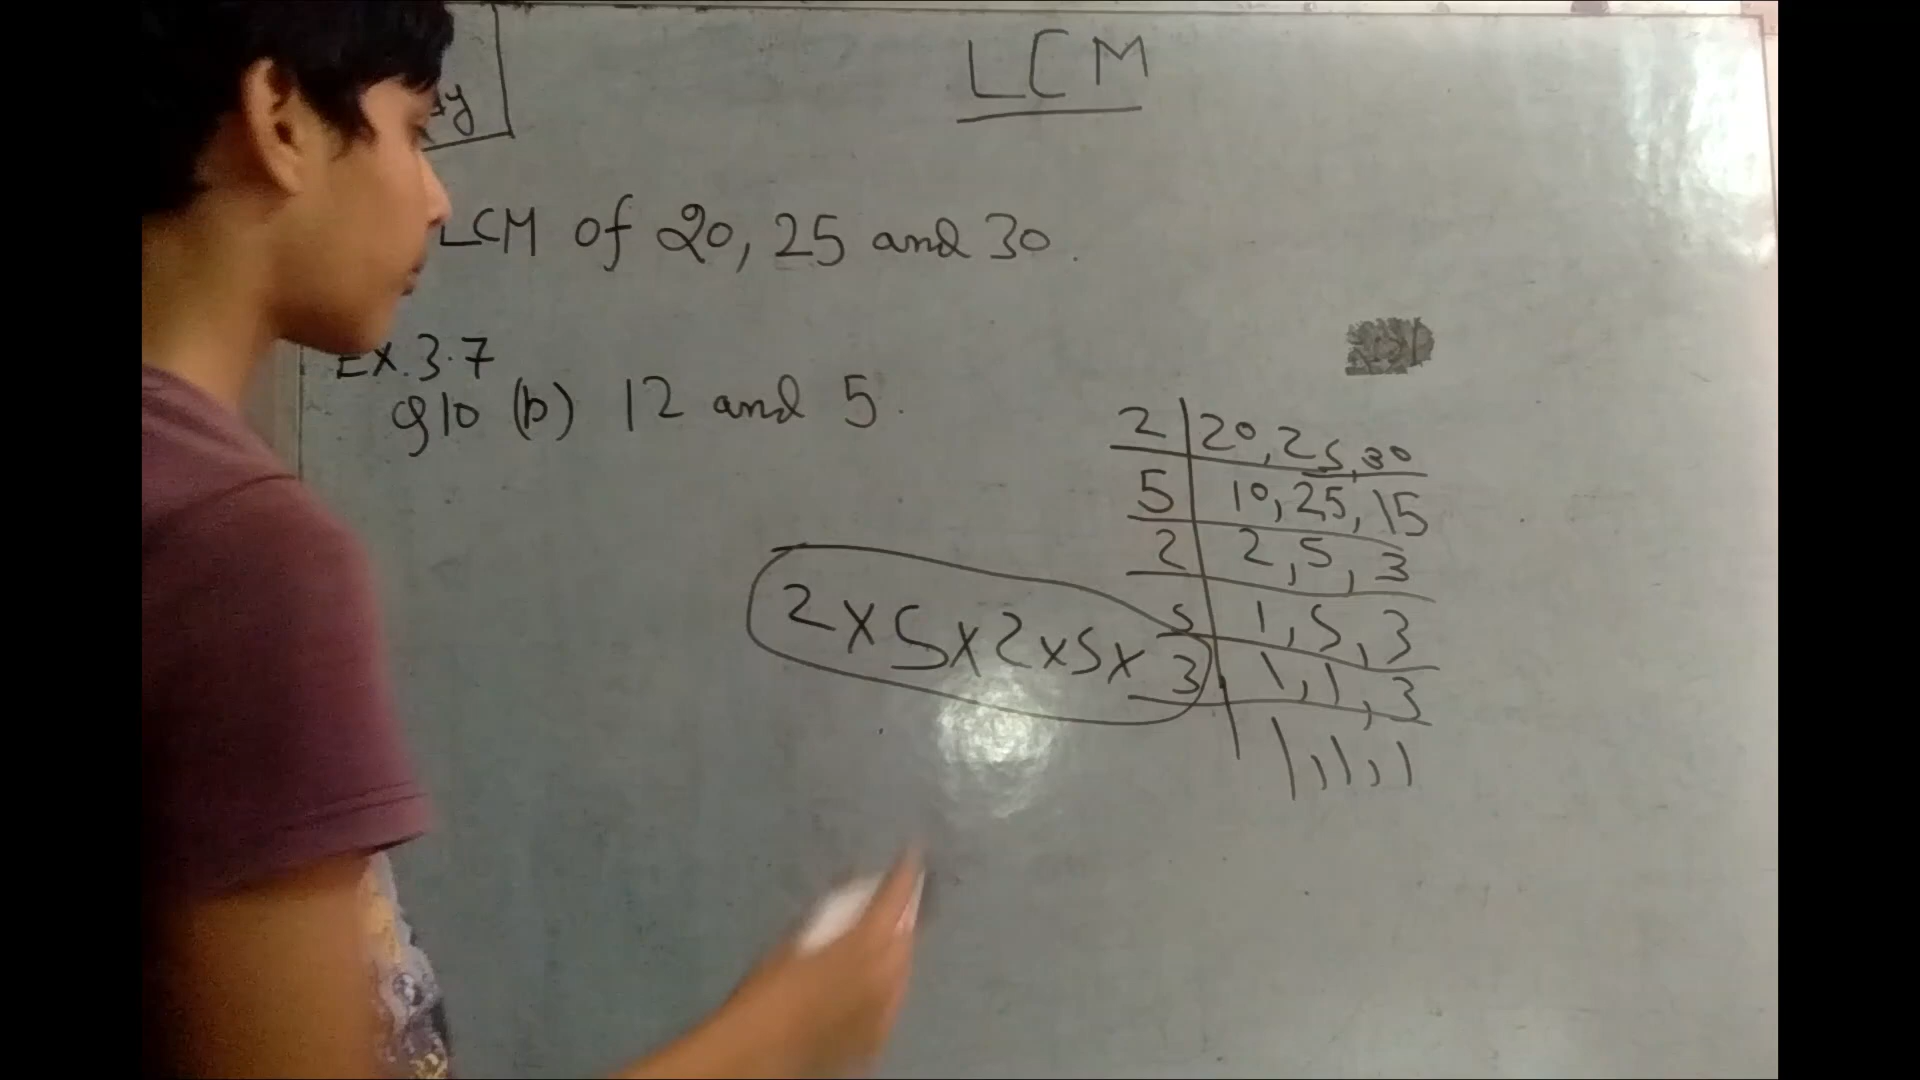 LCM
LCM of 20, 25 and 30.
Ex. 3.7
Q10 (b) 12 and 5.
2 | 20, 25, 30
5 | 10, 25, 15
2 | 2, 5, 3
5 | 1, 5, 3
3 | 1, 1, 3
1, 1, 1
2 x 5 x 2 x 5 x 3